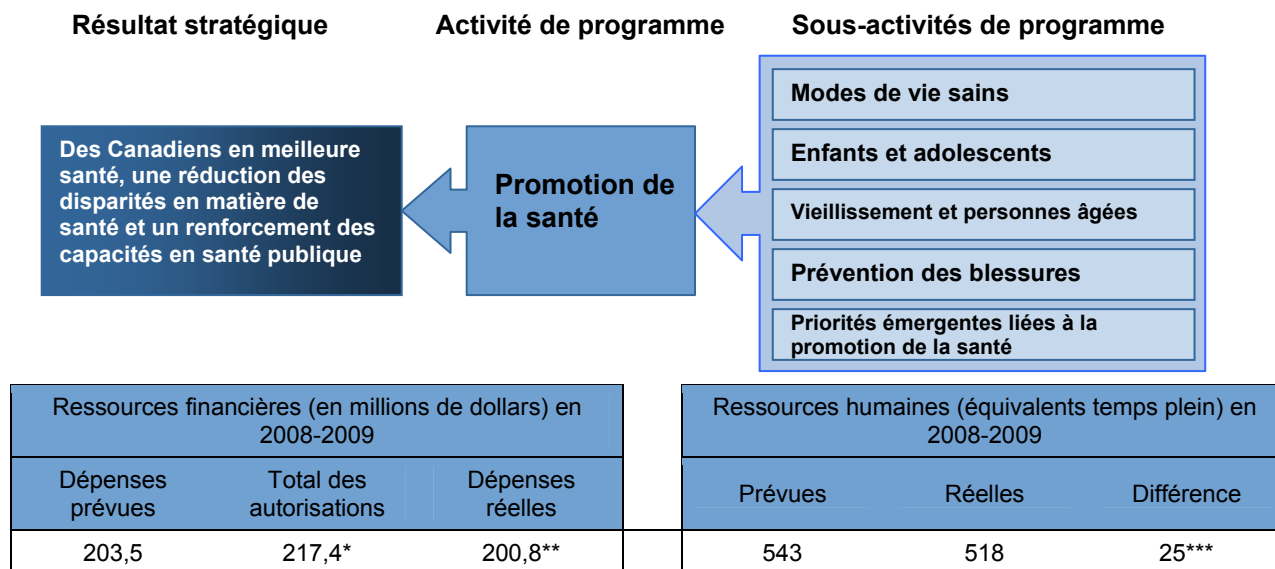 Résultat stratégique
Activité de programme
Sous-activités de programme
Des Canadiens en meilleure
santé, une réduction des
disparités en matière de
santé et un renforcement des
capacités en santé publique
Promotion de
la santé
Modes de vie sains
Enfants et adolescents
Vieillissement et personnes âgées
Prévention des blessures
Priorités émergentes liées à la
promotion de la santé
Ressources financières (en millions de dollars) en
2008-2009
Dépenses
prévues
Total des
autorisations
Dépenses
réelles
203,5
217,4*
200,8**
Ressources humaines (équivalents temps plein) en
2008-2009
Prévues
Réelles
Différence
543
518
25***